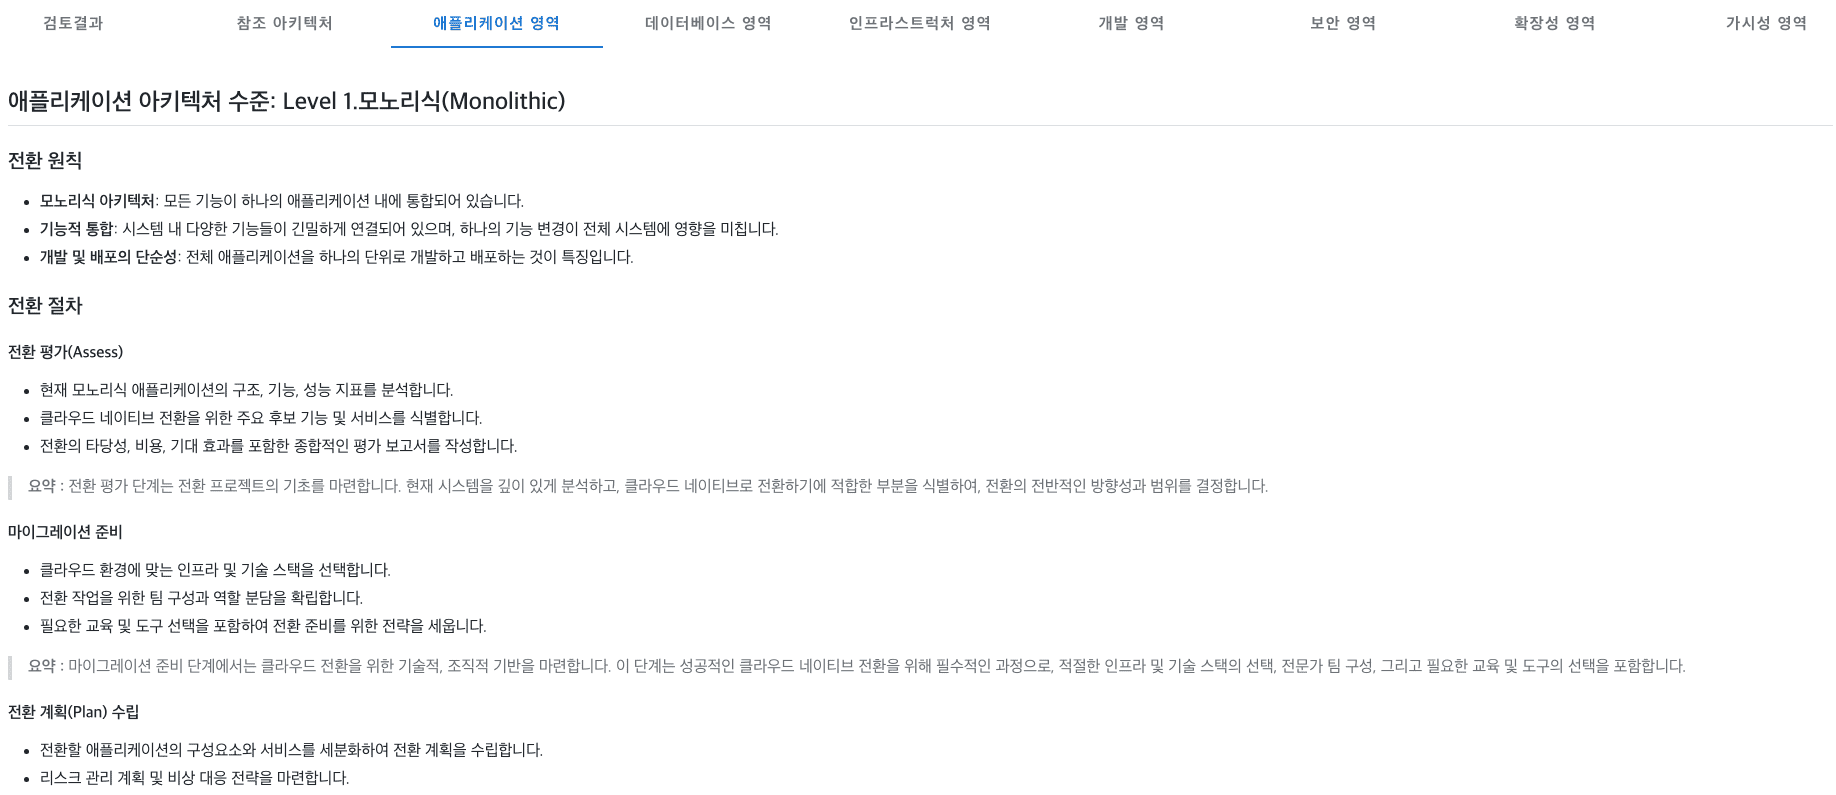 검토결과
참조 아키텍처
애플리케이션 영역
데이터베이스 영역
인프라스트럭처 영역
개발 영역
보안 영역
확장성 영역
가시성 영역
애플리케이션 아키텍처 수준: Level 1.모노리식(Monolithic)
전환 원칙
모노리식 아키텍처: 모든 기능이 하나의 애플리케이션 내에 통합되어 있습니다.
기능적 통합: 시스템 내 다양한 기능들이 긴밀하게 연결되어 있으며, 하나의 기능 변경이 전체 시스템에 영향을 미칩니다.
개발 및 배포의 단순성: 전체 애플리케이션을 하나의 단위로 개발하고 배포하는 것이 특징입니다.
전환 절차
전환 평가(Assess)
현재 모노리식 애플리케이션의 구조, 기능, 성능 지표를 분석합니다.
클라우드 네이티브 전환을 위한 주요 후보 기능 및 서비스를 식별합니다.
전환의 타당성, 비용, 기대 효과를 포함한 종합적인 평가 보고서를 작성합니다.
요약 : 전환 평가 단계는 전환 프로젝트의 기초를 마련합니다. 현재 시스템을 깊이 있게 분석하고, 클라우드 네이티브로 전환하기에 적합한 부분을 식별하여, 전환의 전반적인 방향성과 범위를 결정합니다.
마이그레이션 준비
클라우드 환경에 맞는 인프라 및 기술 스택을 선택합니다.
전환 작업을 위한 팀 구성과 역할 분담을 확립합니다.
필요한 교육 및 도구 선택을 포함하여 전환 준비를 위한 전략을 세웁니다.
요약 : 마이그레이션 준비 단계에서는 클라우드 전환을 위한 기술적, 조직적 기반을 마련합니다. 이 단계는 성공적인 클라우드 네이티브 전환을 위해 필수적인 과정으로, 적절한 인프라 및 기술 스택의 선택, 전문가 팀 구성, 그리고 필요한 교육 및 도구의 선택을 포함합니다.
전환 계획(Plan) 수립
전환할 애플리케이션의 구성요소와 서비스를 세분화하여 전환 계획을 수립합니다.
리스크 관리 계획 및 비상 대응 전략을 마련합니다.